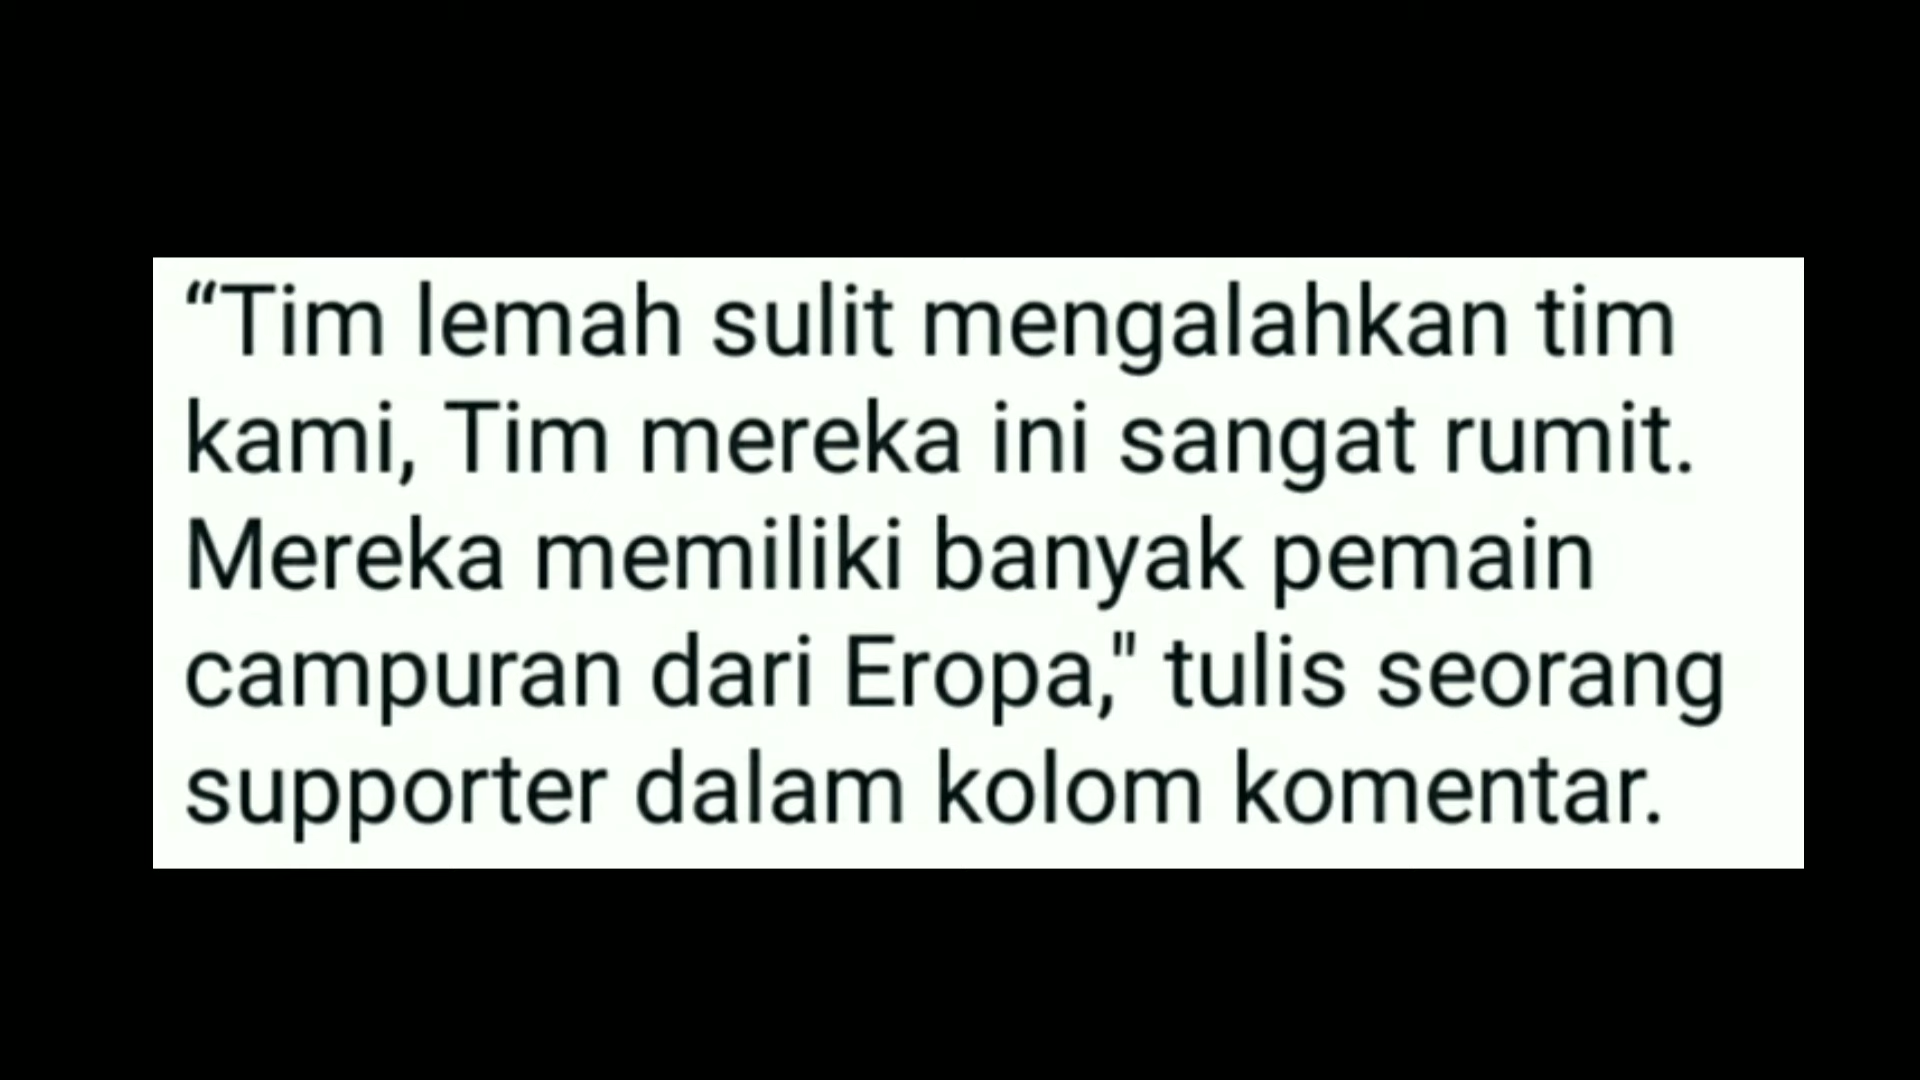 “Tim lemah sulit mengalahkan tim
kami, Tim mereka ini sangat rumit.
Mereka memiliki banyak pemain
campuran dari Eropa," tulis seorang
supporter dalam kolom komentar.